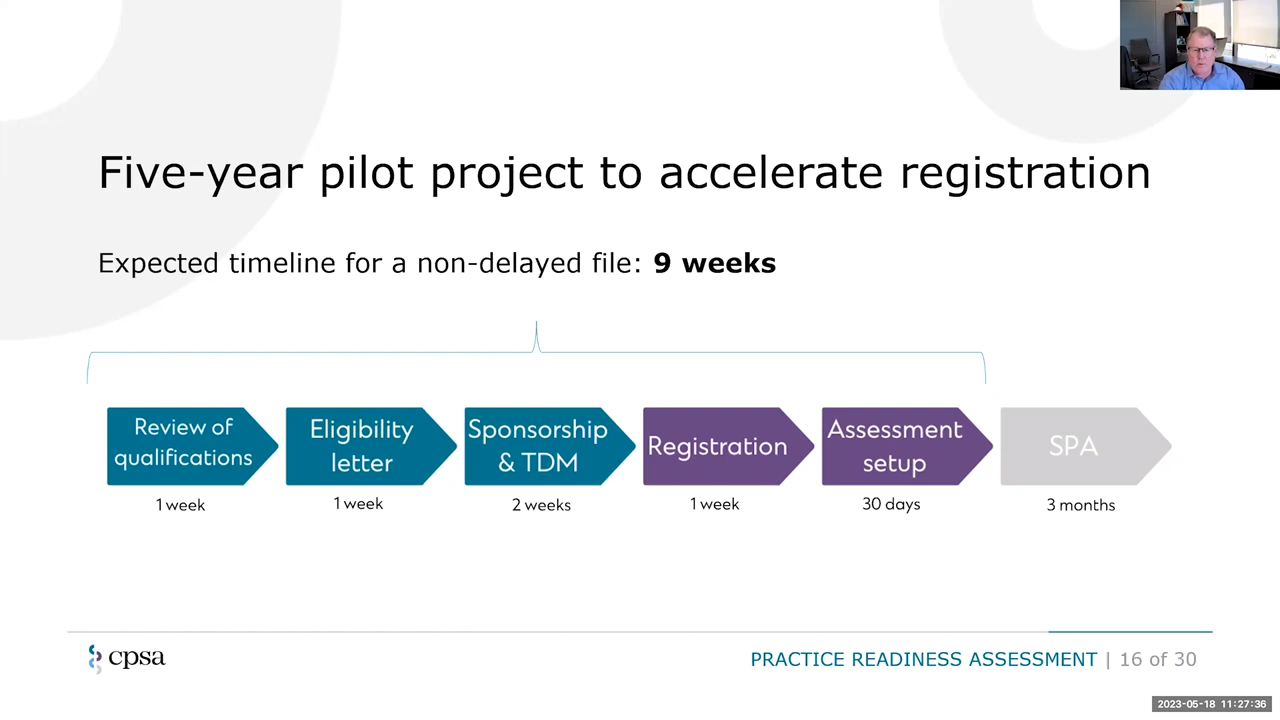 Five-year pilot project to accelerate registration
Expected timeline for a non-delayed file: 9 weeks
Review of
qualifications
1 week
Eligibility
letter
1 week
Sponsorship
& TDM
2 weeks
Registration
1 week
Assessment
setup
30 days
SPA
3 months
cpsa
PRACTICE READINESS ASSESSMENT | 16 of 30
2023-05-18 11:27:36